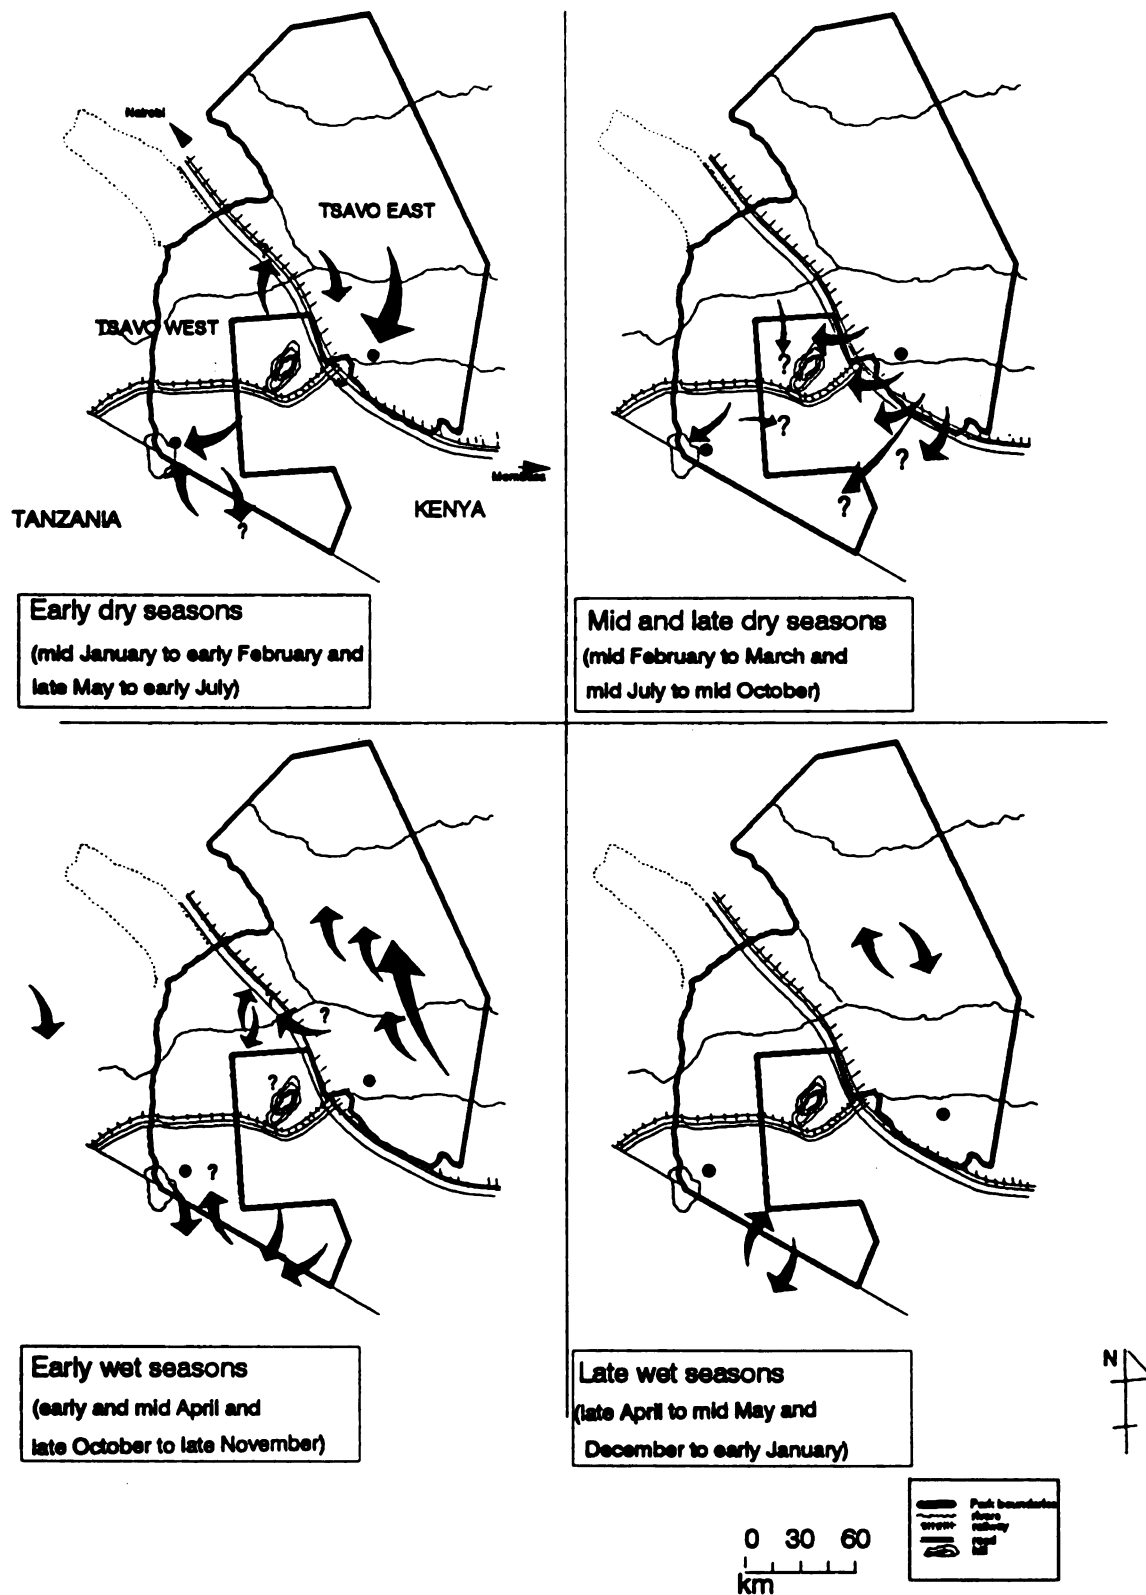 Nairobi
TSAVO EAST
TSAVO WEST
?
Mombasa
TANZANIA
KENYA
Early dry seasons
(mid January to early February and
late May to early July)
?
?
?
?
Mid and late dry seasons
(mid February to March and
mid July to mid October)
?
?
?
Early wet seasons
(early and mid April and
late October to late November)
Late wet seasons
(late April to mid May and
December to early January)
N
Park boundaries
rivers
railway
road
hill
0 30 60
km